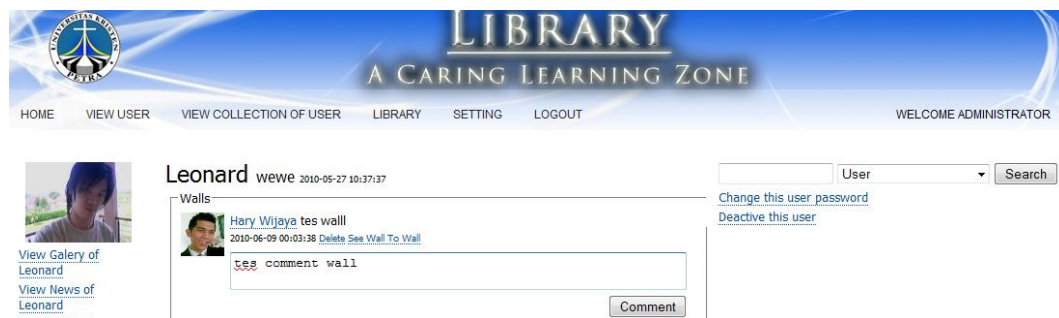 UNIVERSITAS KRISTEN
PETRA
LIBRARY
A CARING LEARNING ZONE
HOME VIEW USER VIEW COLLECTION OF USER LIBRARY SETTING LOGOUT WELCOME ADMINISTRATOR
Leonard wewe 2010-05-27 10:37:37
User Search
Walls
Change this user password
Hary Wijaya tes walll
Deactive this user
2010-06-09 00:03:38 Delete See Wall To Wall
View Galery of
Leonard
tes comment wall
View News of
Leonard
Comment